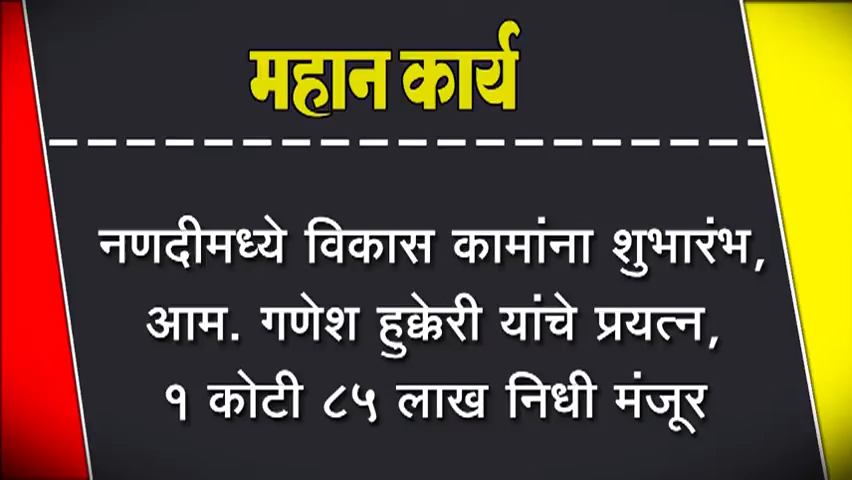 महान कार्य
नणदीमध्ये विकास कामांना शुभारंभ,
आम. गणेश हुक्केरी यांचे प्रयत्न,
१ कोटी ८५ लाख निधी मंजूर